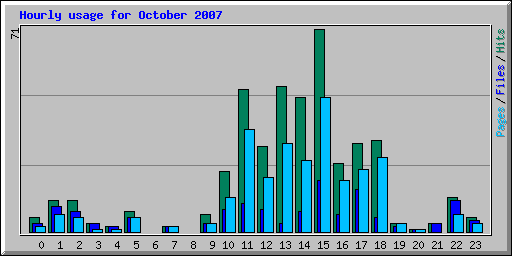 Hourly usage for October 2007
71
Pages/Files/Hits
0 1 2 3 4 5 6 7 8 9 10 11 12 13 14 15 16 17 18 19 20 21 22 23